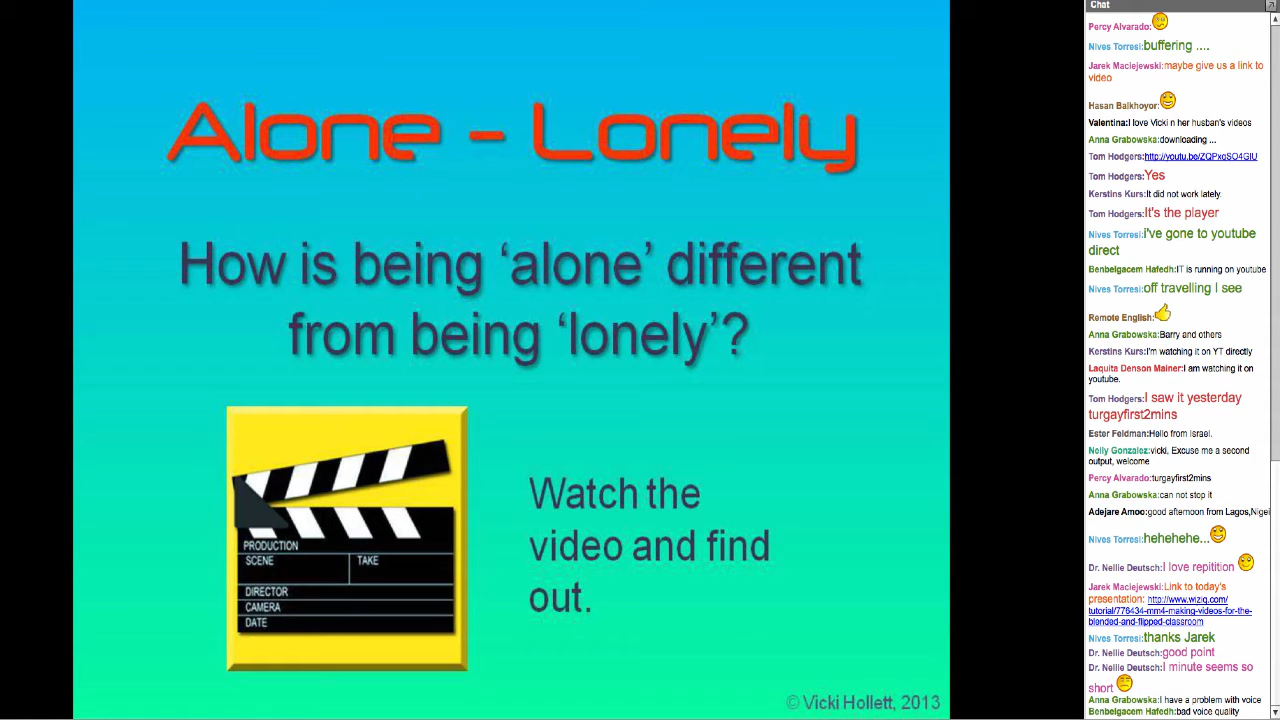 Alone - Lonely
How is being ‘alone’ different
from being ‘lonely’?
PRODUCTION
SCENE TAKE
DIRECTOR
CAMERA
DATE
Watch the
video and find
out.
© Vicki Hollett, 2013
Chat
Percy Alvarado:
Nives Torresi:buffering ....
Jarek Maciejewski:maybe give us a link to
video
Hasan Balkhoyor:
Valentina:I love Vicki n her husban's videos
Anna Grabowska:downloading ...
Tom Hodgers:http://youtu.be/ZQPxqSO4GIU
Tom Hodgers:Yes
Kerstins Kurs:It did not work lately.
Tom Hodgers:It's the player
Nives Torresi:i've gone to youtube
direct
Benbelgacem Hafedh:IT is running on youtube
Nives Torresi:off travelling I see
Remote English:
Anna Grabowska:Barry and others
Kerstins Kurs:I'm watching it on YT directly
Laquita Denson Mainer:I am watching it on
youtube.
Tom Hodgers:I saw it yesterday
turgayfirst2mins
Ester Feldman:Hello from Israel.
Nelly Gonzalez:vicki, Excuse me a second
output, welcome
Percy Alvarado:turgayfirst2mins
Anna Grabowska:can not stop it
Adejare Amoo:good afternoon from Lagos,Nigei
Nives Torresi:hehehehe...
Dr. Nellie Deutsch:I love repitition
Jarek Maciejewski:Link to today's
presentation: http://www.wiziq.com/
tutorial/776434-mm4-making-videos-for-the-
blended-and-flipped-classroom
Nives Torresi:thanks Jarek
Dr. Nellie Deutsch:good point
Dr. Nellie Deutsch:I minute seems so
short
Anna Grabowska:I have a problem with voice
Benbelgacem Hafedh:bad voice quality